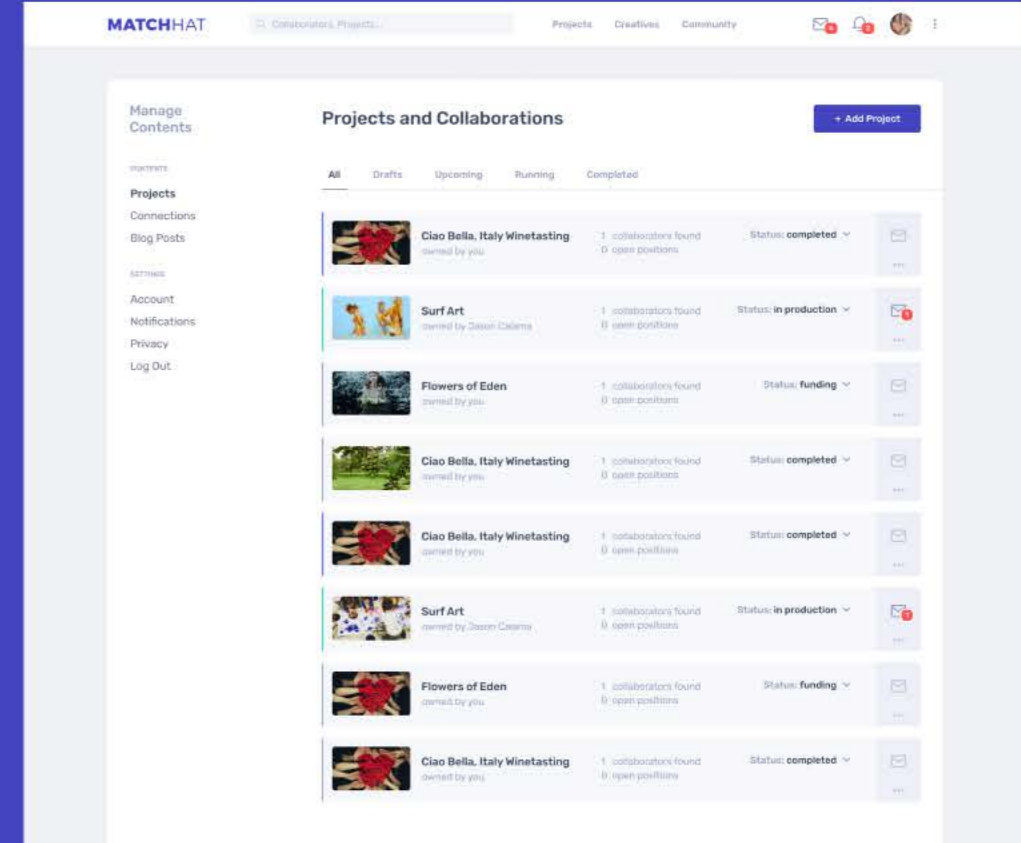 MATCHHAT
Collaborators, Projects...
Projects Creatives Community
Manage
Contents
CONTENTS
Projects
Connections
Blog Posts
SETTINGS
Account
Notifications
Privacy
Log Out
Projects and Collaborations
+ Add Project
All Drafts Upcoming Running Completed
Ciao Bella, Italy Winetasting
owned by you
1 collaborators found
0 open positions
Status: completed
Surf Art
owned by Jason
1 collaborators found
0 open positions
Status: in production
Flowers of Eden
owned by you
1 collaborators found
0 open positions
Status: funding
Ciao Bella, Italy Winetasting
owned by you
1 collaborators found
0 open positions
Status: completed
Ciao Bella, Italy Winetasting
owned by you
1 collaborators found
0 open positions
Status: completed
Surf Art
owned by Jason
1 collaborators found
0 open positions
Status: in production
Flowers of Eden
owned by you
1 collaborators found
0 open positions
Status: funding
Ciao Bella, Italy Winetasting
owned by you
1 collaborators found
0 open positions
Status: completed